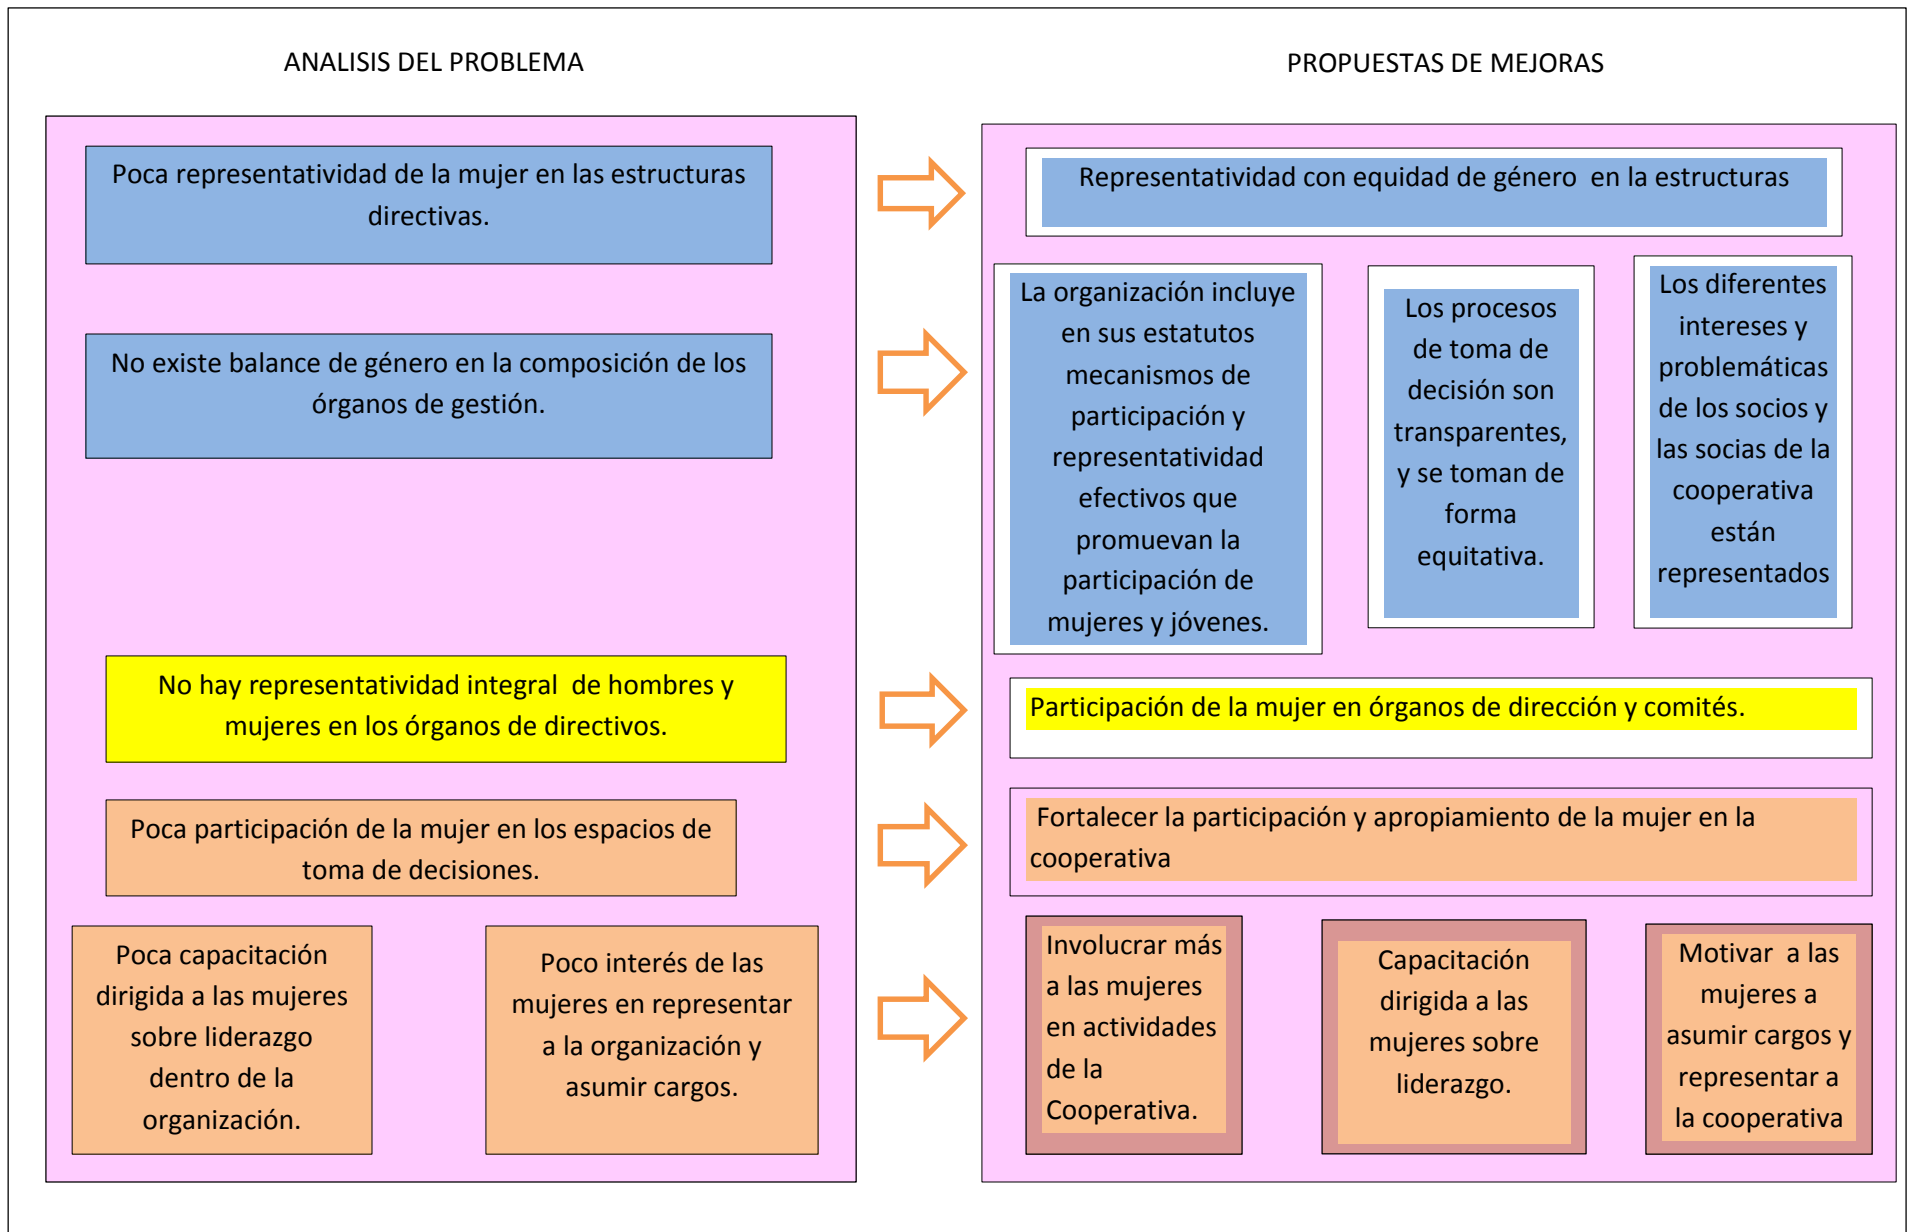 ANALISIS DEL PROBLEMA
PROPUESTAS DE MEJORAS
Poca representatividad de la mujer en las estructuras
directivas.
Representatividad con equidad de género  en la estructuras
No existe balance de género en la composición de los
órganos de gestión.
La organización incluye
en sus estatutos
mecanismos de
participación y
representatividad
efectivos que
promuevan la
participación de
mujeres y jóvenes.
Los procesos
de toma de
decisión son
transparentes,
y se toman de
forma
equitativa.
Los diferentes
intereses y
problemáticas
de los socios y
las socias de la
cooperativa
están
representados
No hay representatividad integral  de hombres y
mujeres en los órganos de directivos.
Participación de la mujer en órganos de dirección y comités.
Poca participación de la mujer en los espacios de
toma de decisiones.
Fortalecer la participación y apropiamiento de la mujer en la
cooperativa
Poca capacitación
dirigida a las mujeres
sobre liderazgo
dentro de la
organización.
Poco interés de las
mujeres en representar
a la organización y
asumir cargos.
Involucrar más
a las mujeres
en actividades
de la
Cooperativa.
Capacitación
dirigida a las
mujeres sobre
liderazgo.
Motivar  a las
mujeres a
asumir cargos y
representar a
la cooperativa